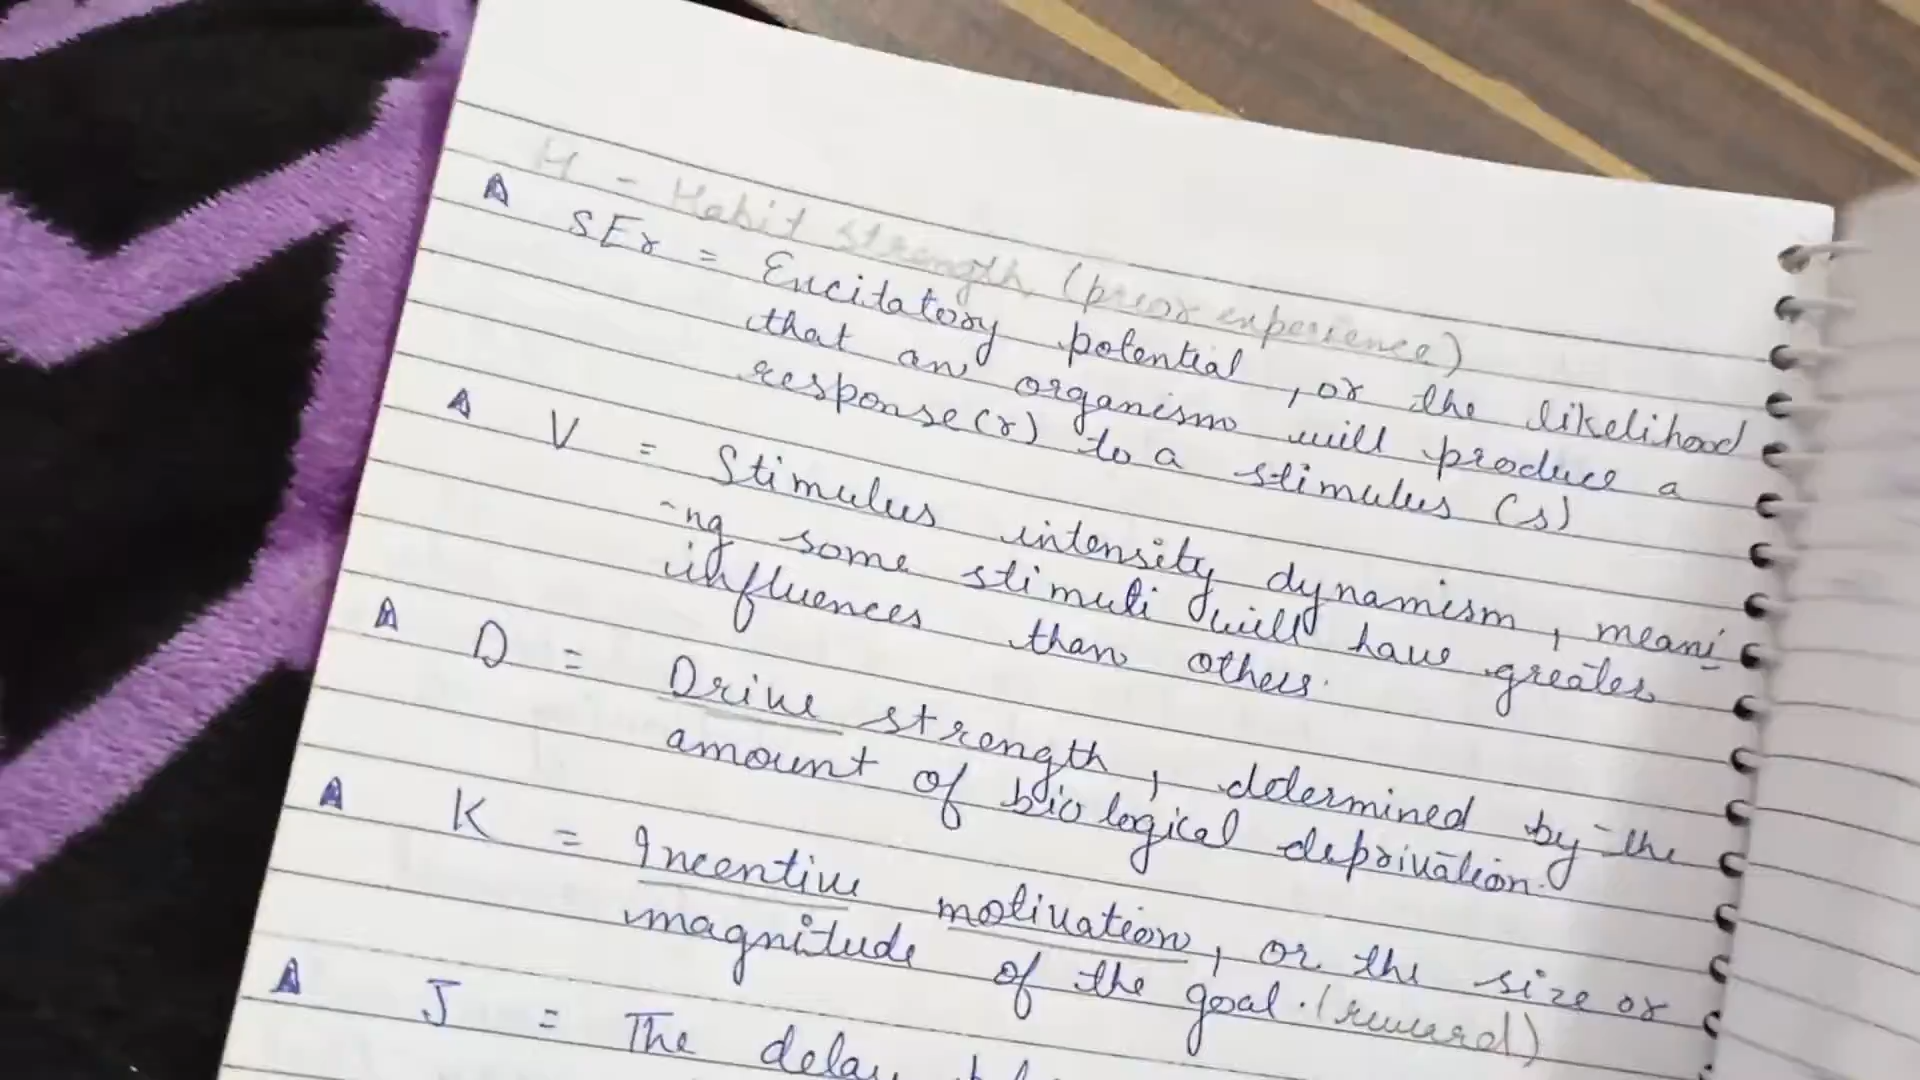 H - Habit strength (prior experience)
SEr = Excitatory potential, or the likelihood
that an organism will produce a
response(r) to a stimulus (s)
V = Stimulus intensity dynamism, meani
-ng some stimuli will have greater
influences than others.
D = Drive strength, determined by the
amount of biological deprivation.
K = Incentive motivation, or the size or
magnitude of the goal. (reward)
J = The delay